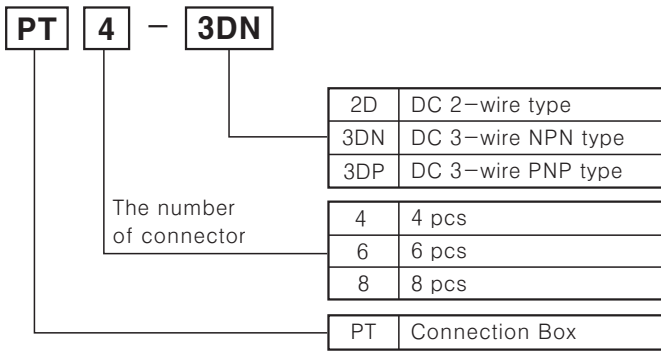 PT 4 - 3DN
2D DC 2-wire type
3DN DC 3-wire NPN type
3DP DC 3-wire PNP type
The number
of connector
4 4 pcs
6 6 pcs
8 8 pcs
PT Connection Box